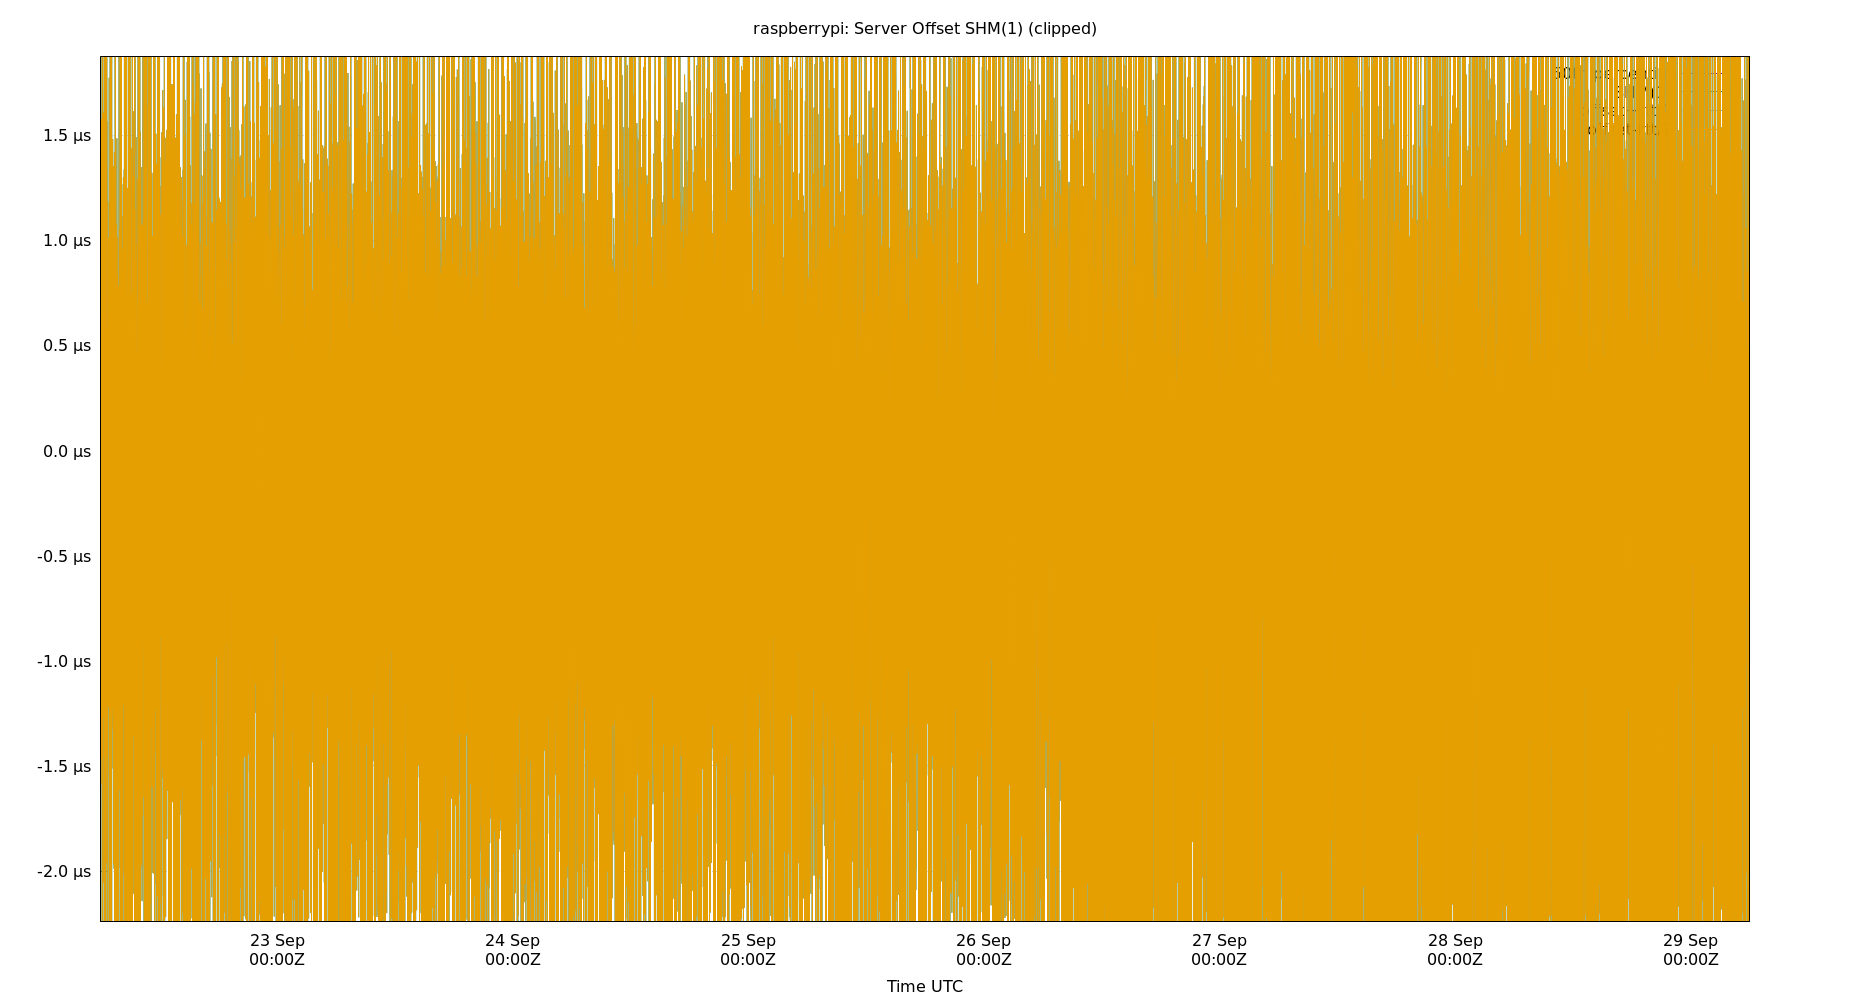 raspberrypi: Server Offset SHM(1) (clipped)
1.5 µs
1.0 µs
0.5 µs
0.0 µs
-0.5 µs
-1.0 µs
-1.5 µs
-2.0 µs
23 Sep 24 Sep 25 Sep 26 Sep 27 Sep 28 Sep 29 Sep
00:00Z 00:00Z 00:00Z 00:00Z 00:00Z 00:00Z 00:00Z
Time UTC